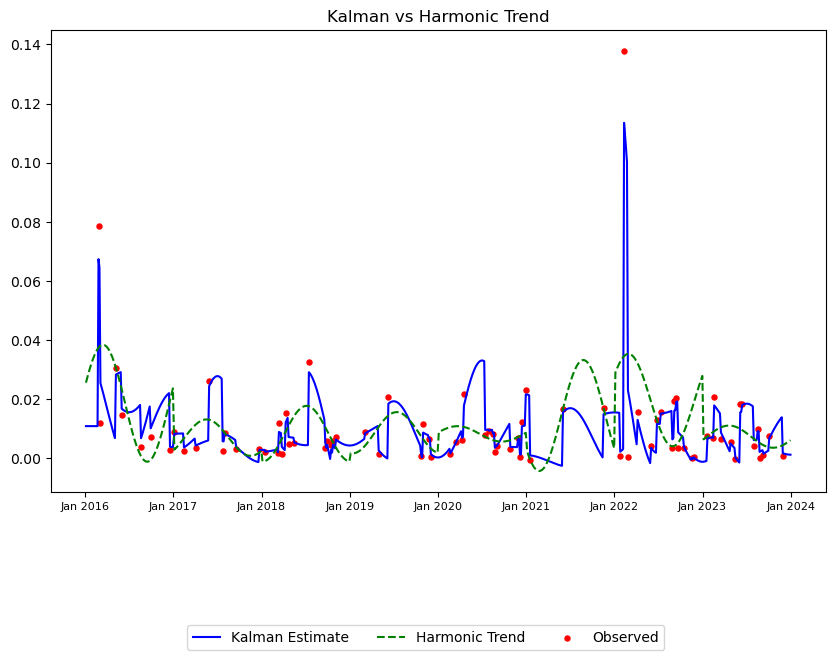 Kalman vs Harmonic Trend
0.14
0.12
0.10
0.08
0.06
0.04
0.02
0.00
Jan 2016 Jan 2017 Jan 2018 Jan 2019 Jan 2020 Jan 2021 Jan 2022 Jan 2023 Jan 2024
Kalman Estimate Harmonic Trend Observed